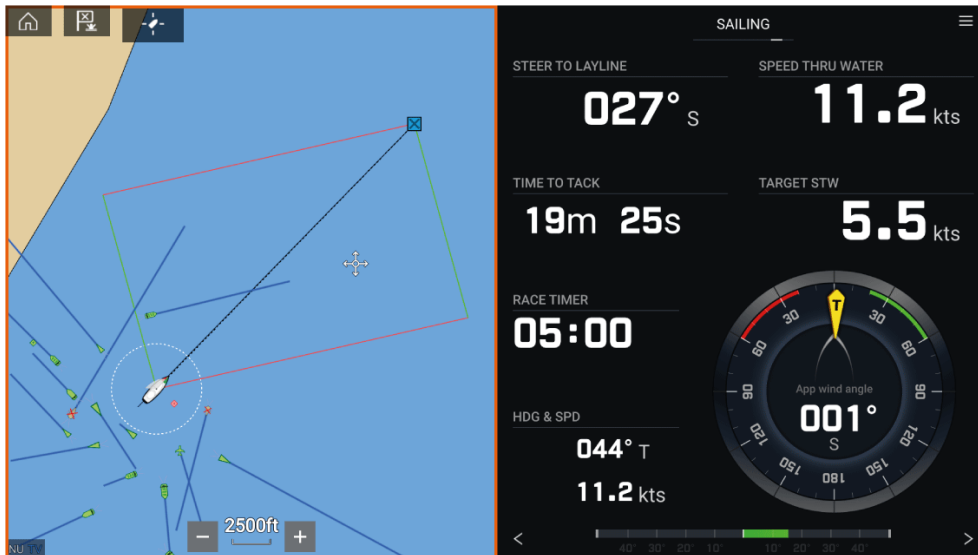 SAILING
STEER TO LAYLINE
027° S
SPEED THRU WATER
11.2 kts
TIME TO TACK
19m 25s
TARGET STW
5.5 kts
RACE TIMER
05:00
HDG & SPD
044° T
11.2 kts
T
30 30
60 60
90 90
120 120
150 150
180
App wind angle
001°
S
− 2500ft +
< >
40° 30° 20° 10° 10° 20° 30° 40°